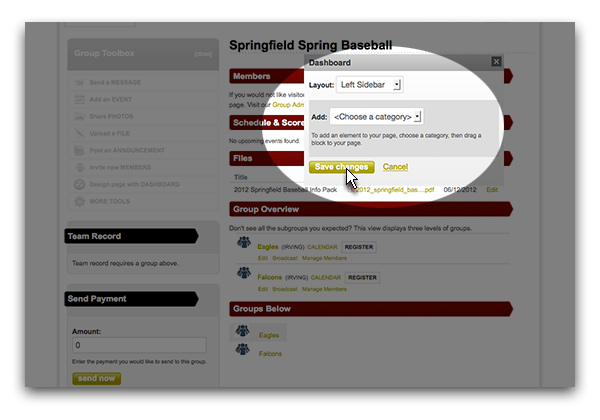 Group Toolbox
Send a MESSAGE
Add an EVENT
Share PHOTOS
Upload a FILE
Post an ANNOUNCEMENT
Invite new MEMBERS
Design page with DASHBOARD
MORE TOOLS
Team Record
Team record requires a group above.
Send Payment
Amount:
0
Enter the payment you would like to send to this group.
send now
Springfield Spring Baseball
Members
If you would not like visitor
page. Visit our Group Adm
Schedule & Score
No upcoming events found.
Files
Title
2012 Springfield Baseball Info Pack 2012_springfield_bas....pdf 06/12/2012 Edit
Dashboard
Layout: Left Sidebar
Add: <Choose a category>
To add an element to your page, choose a category, then drag a
block to your page.
Save changes Cancel
Group Overview
Don't see all the subgroups you expected? This view displays three levels of groups.
Eagles (IRVING) CALENDAR REGISTER
Edit Broadcast Manage Members
Falcons (IRVING) CALENDAR REGISTER
Edit Broadcast Manage Members
Groups Below
Eagles
Falcons